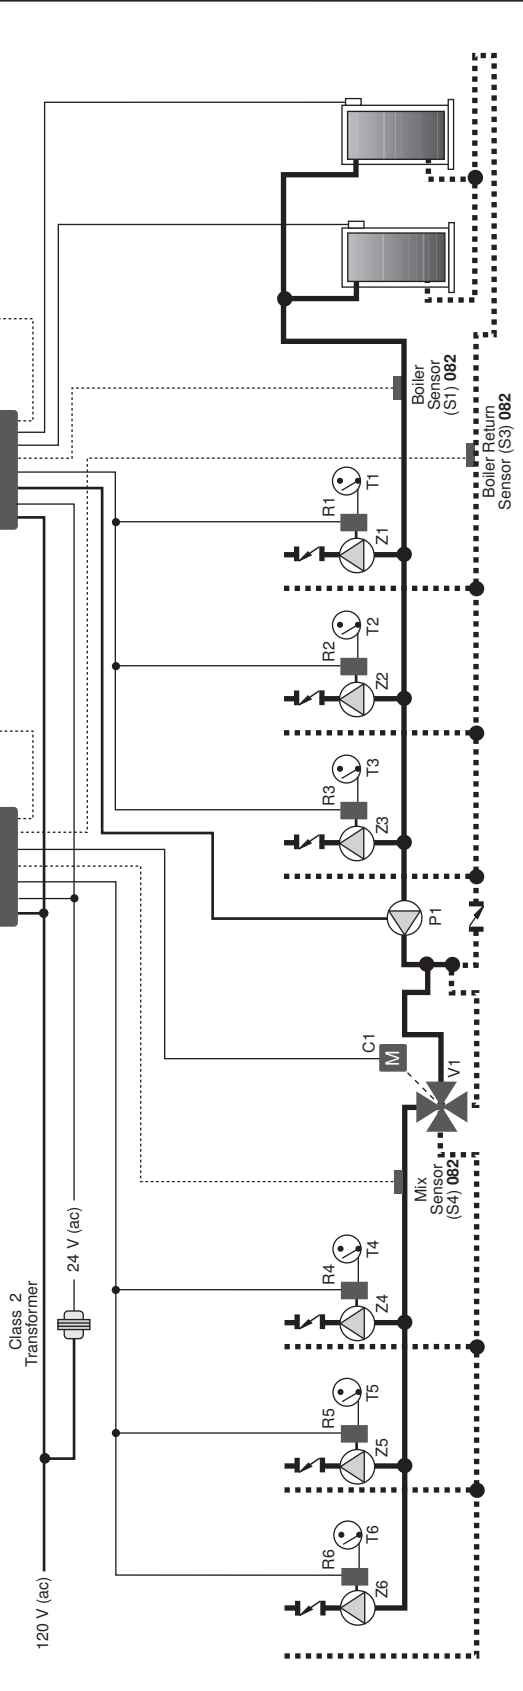 Boiler
Sensor
(S1) 082
Boiler Return
Sensor (S3) 082
R1
T1
Z1
R2
T2
Z2
R3
T3
Z3
P1
C1
M
V1
Mix
Sensor
(S4) 082
24 V (ac)
Class 2
Transformer
R4
T4
Z4
R5
T5
Z5
R6
T6
Z6
120 V (ac)